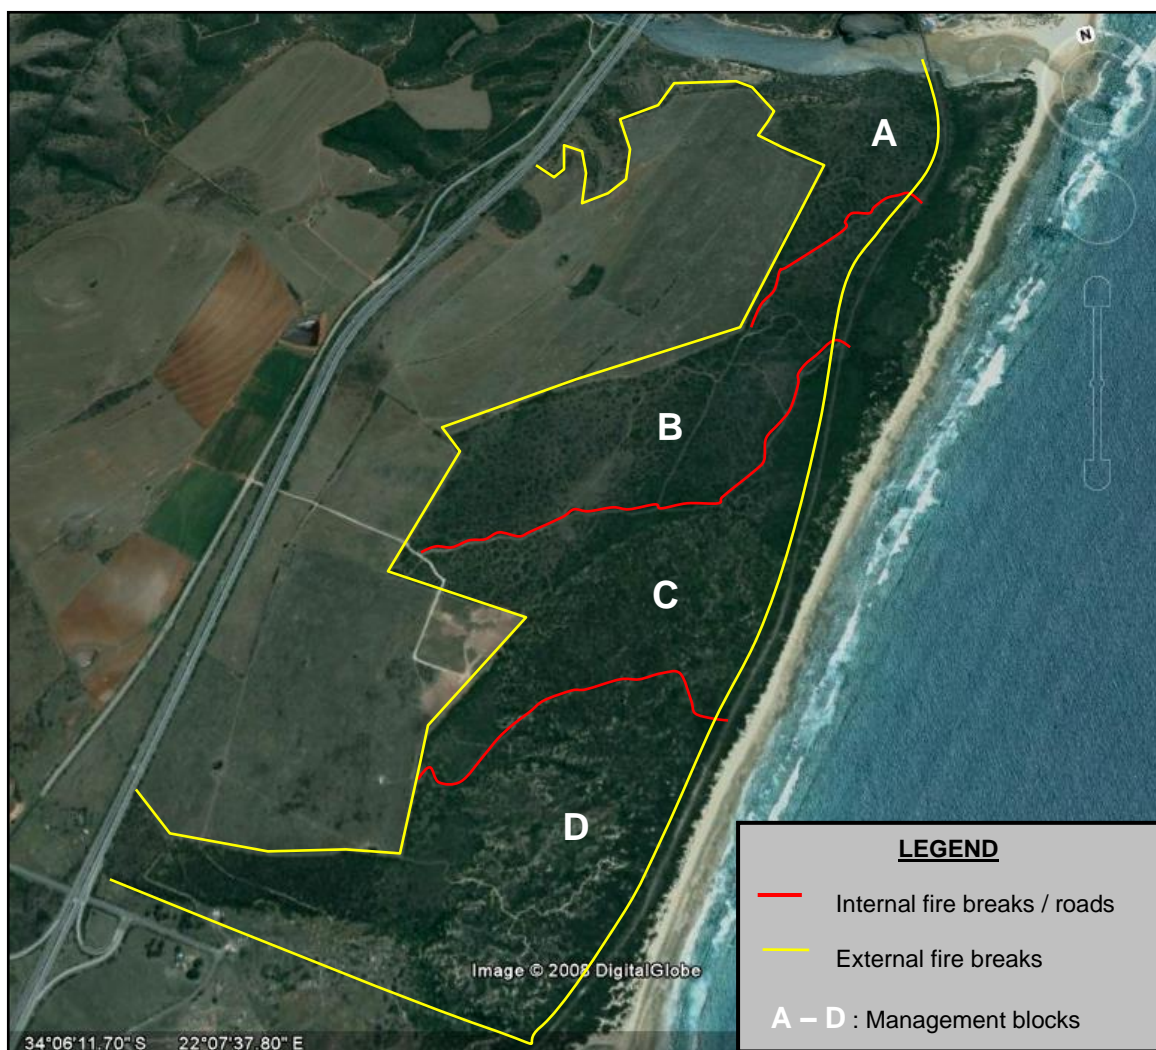 N
A
B
C
D
LEGEND
Internal fire breaks / roads
External fire breaks
A – D : Management blocks
Image © 2008 DigitalGlobe
34°06'11.70" S 22°07'37.80" E